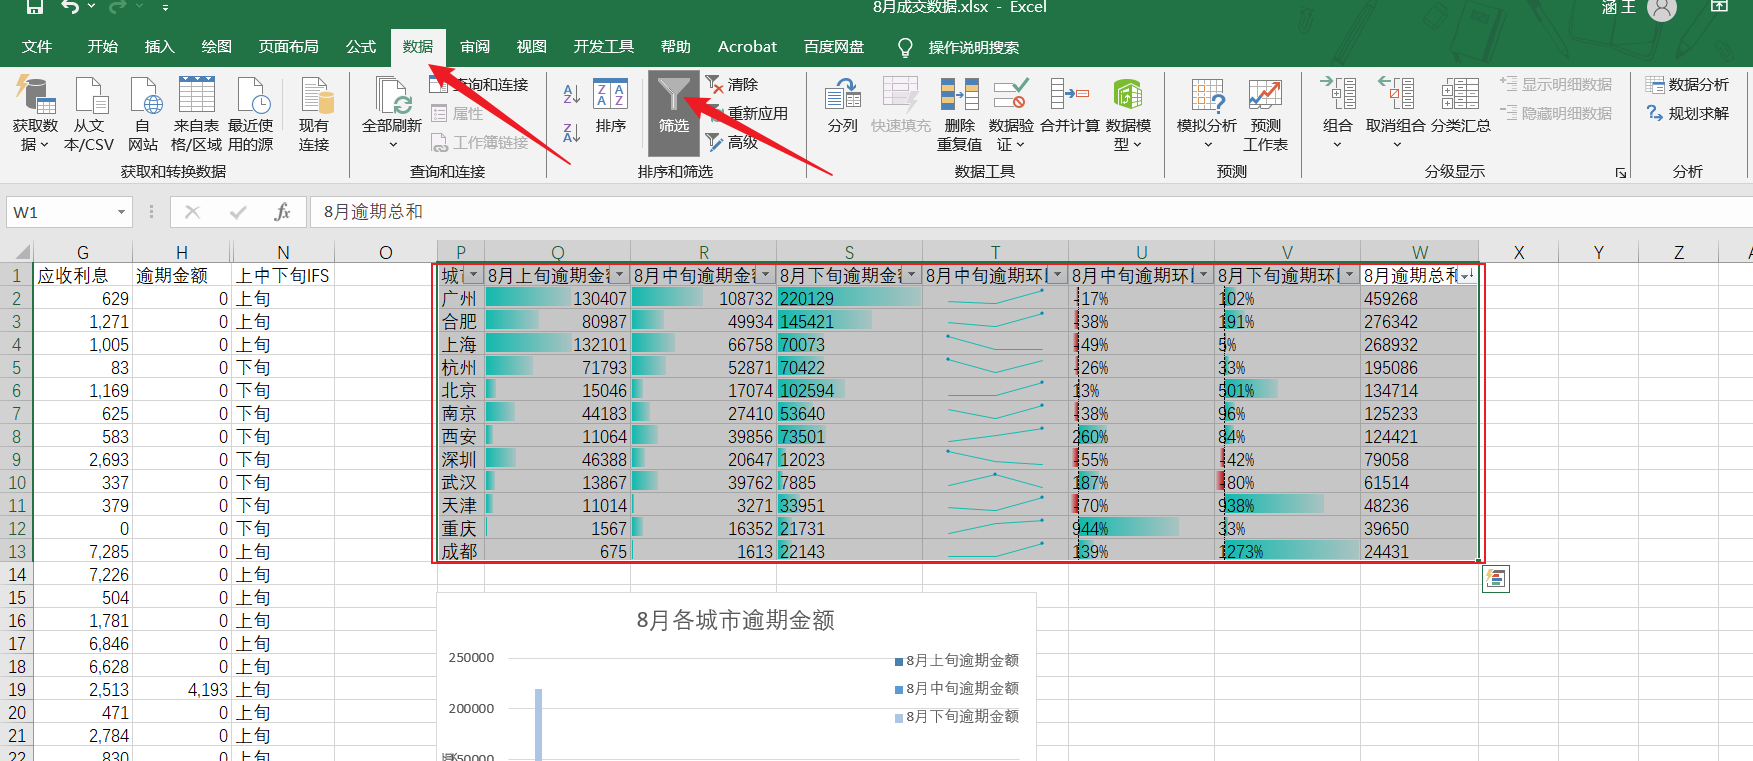 8月成交数据.xlsx - Excel
涵 王
文件 开始 插入 绘图 页面布局 公式 数据 审阅 视图 开发工具 帮助 Acrobat 百度网盘 操作说明搜索
获取数据 从文本/CSV 自网站 来自表格/区域 最近使用的源 现有连接
获取和转换数据
全部刷新 查询和连接 属性 工作簿链接
查询和连接
排序 筛选 清除 重新应用 高级
排序和筛选
分列 快速填充 删除重复值 数据验证 合并计算 数据模型
数据工具
模拟分析 预测工作表
预测
组合 取消组合 分类汇总 显示明细数据 隐藏明细数据
分级显示
数据分析 规划求解
分析
W1 fx 8月逾期总和
G H N O P Q R S T U V W X Y Z
1 应收利息 逾期金额 上中下旬IFS 8月上旬逾期金 8月中旬逾期金 8月下旬逾期金 8月中旬逾期环 8月中旬逾期环 8月下旬逾期环 8月逾期总和
2 629 0 上旬 广州 130407 108732 220129 -17% 102% 459268
3 1,271 0 上旬 合肥 80987 49934 145421 -38% 191% 276342
4 1,005 0 上旬 上海 132101 66758 70073 -49% 5% 268932
5 83 0 下旬 杭州 71793 52871 70422 -26% 33% 195086
6 1,169 0 下旬 北京 15046 17074 102594 13% 501% 134714
7 625 0 下旬 南京 44183 27410 53640 -38% 96% 125233
8 583 0 下旬 西安 11064 39856 73501 260% 84% 124421
9 2,693 0 下旬 深圳 46388 20647 12023 -55% -42% 79058
10 337 0 下旬 武汉 13867 39762 7885 187% -80% 61514
11 379 0 下旬 天津 11014 3271 33951 -70% 938% 48236
12 0 0 下旬 重庆 1567 16352 21731 944% 33% 39650
13 7,285 0 上旬 成都 675 1613 22143 139% 1273% 24431
14 7,226 0 上旬
15 504 0 上旬
16 1,781 0 上旬
17 6,846 0 上旬
18 6,628 0 上旬
19 2,513 4,193 上旬
20 471 0 上旬
21 2,784 0 上旬
22 830 0 上旬
8月各城市逾期金额
250000
200000
8月上旬逾期金额
8月中旬逾期金额
8月下旬逾期金额